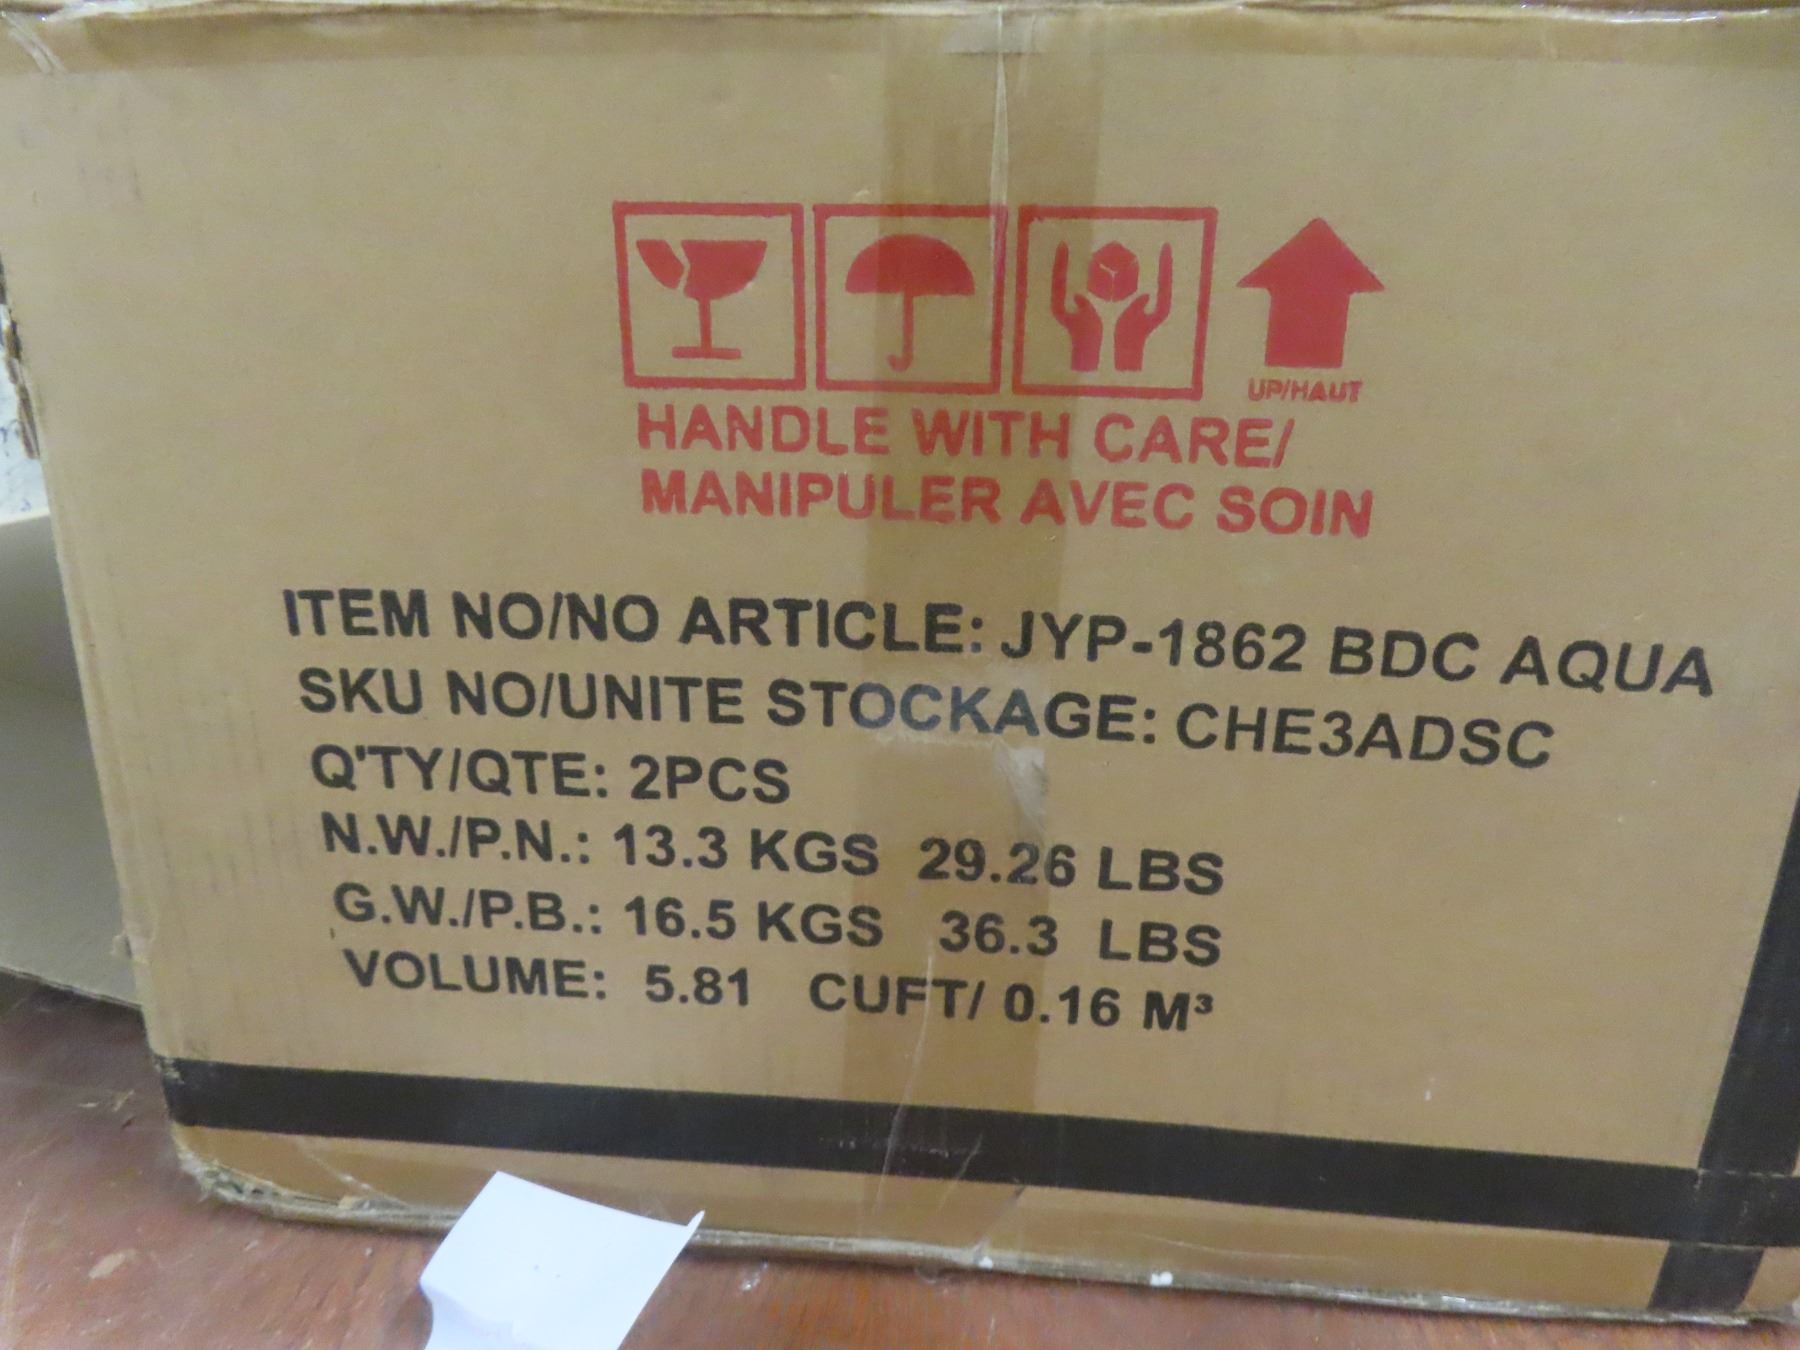 UP/HAUT
HANDLE WITH CARE/
MANIPULER AVEC SOIN
ITEM NO/NO ARTICLE: JYP-1862 BDC AQUA
SKU NO/UNITE STOCKAGE: CHE3ADSC
Q'TY/QTE: 2PCS
N.W./P.N.: 13.3 KGS 29.26 LBS
G.W./P.B.: 16.5 KGS 36.3 LBS
VOLUME: 5.81 CUFT/ 0.16 M³